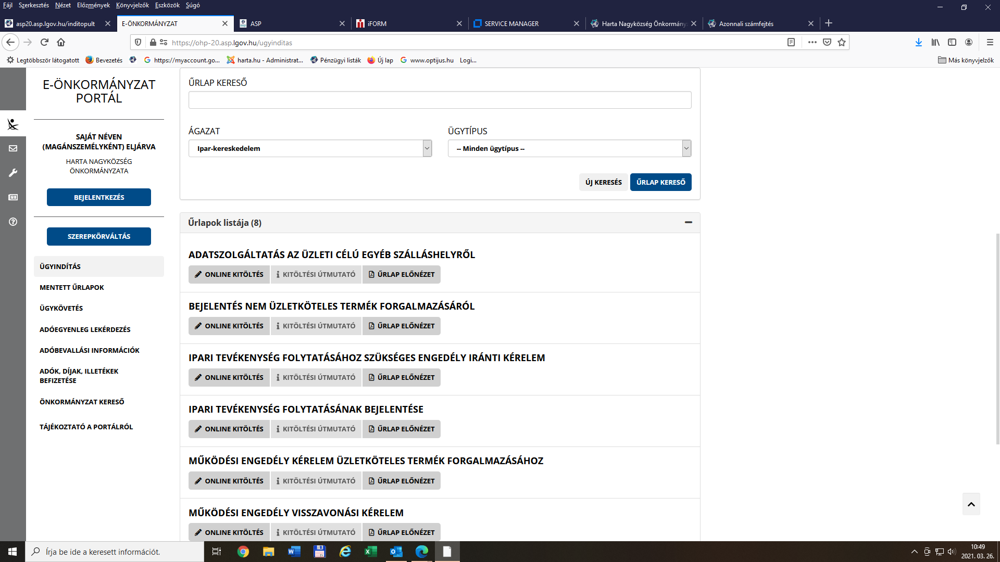 Fájl Szerkesztés Nézet Előzmények Könyvjelzők Eszközök Súgó
asp20.asp.lgov.hu/inditopult
E-ÖNKORMÁNYZAT
ASP
iFORM
SERVICE MANAGER
Harta Nagyközség Önkormány
Azonnali számfejtés
https://ohp-20.asp.lgov.hu/ugyinditas
Legtöbbször látogatott
Bevezetés
https://myaccount.go...
harta.hu - Administrat...
Pénzügyi listák
Új lap
www.optijus.hu
Logi...
Más könyvjelzők
E-ÖNKORMÁNYZAT
PORTÁL
SAJÁT NÉVEN
(MAGÁNSZEMÉLYKÉNT) ELJÁRVA
HARTA NAGYKÖZSÉG
ÖNKORMÁNYZATA
BEJELENTKEZÉS
SZEREPKÖRVÁLTÁS
ÜGYINDÍTÁS
MENTETT ŰRLAPOK
ÜGYKÖVETÉS
ADÓEGYENLEG LEKÉRDEZÉS
ADÓBEVALLÁSI INFORMÁCIÓK
ADÓK, DÍJAK, ILLETÉKEK
BEFIZETÉSE
ÖNKORMÁNYZAT KERESŐ
TÁJÉKOZTATÓ A PORTÁLRÓL
ŰRLAP KERESŐ
ÁGAZAT
ÜGYTÍPUS
Ipar-kereskedelem
-- Minden ügytípus --
ÚJ KERESÉS
ŰRLAP KERESŐ
Űrlapok listája (8)
ADATSZOLGÁLTATÁS AZ ÜZLETI CÉLÚ EGYÉB SZÁLLÁSHELYRŐL
ONLINE KITÖLTÉS
KITÖLTÉSI ÚTMUTATÓ
ŰRLAP ELŐNÉZET
BEJELENTÉS NEM ÜZLETKÖTELES TERMÉK FORGALMAZÁSÁRÓL
ONLINE KITÖLTÉS
KITÖLTÉSI ÚTMUTATÓ
ŰRLAP ELŐNÉZET
IPARI TEVÉKENYSÉG FOLYTATÁSÁHOZ SZÜKSÉGES ENGEDÉLY IRÁNTI KÉRELEM
ONLINE KITÖLTÉS
KITÖLTÉSI ÚTMUTATÓ
ŰRLAP ELŐNÉZET
IPARI TEVÉKENYSÉG FOLYTATÁSÁNAK BEJELENTÉSE
ONLINE KITÖLTÉS
KITÖLTÉSI ÚTMUTATÓ
ŰRLAP ELŐNÉZET
MŰKÖDÉSI ENGEDÉLY KÉRELEM ÜZLETKÖTELES TERMÉK FORGALMAZÁSÁHOZ
ONLINE KITÖLTÉS
KITÖLTÉSI ÚTMUTATÓ
ŰRLAP ELŐNÉZET
MŰKÖDÉSI ENGEDÉLY VISSZAVONÁSI KÉRELEM
ONLINE KITÖLTÉS
KITÖLTÉSI ÚTMUTATÓ
ŰRLAP ELŐNÉZET
Írja be ide a keresett információt.
10:49
2021. 03. 26.